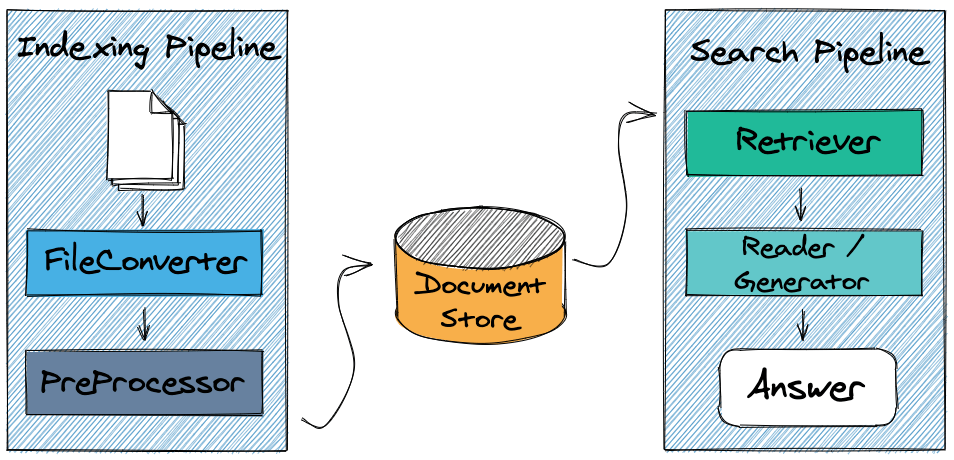 Indexing Pipeline
FileConverter
PreProcessor
Document
Store
Search Pipeline
Retriever
Reader /
Generator
Answer